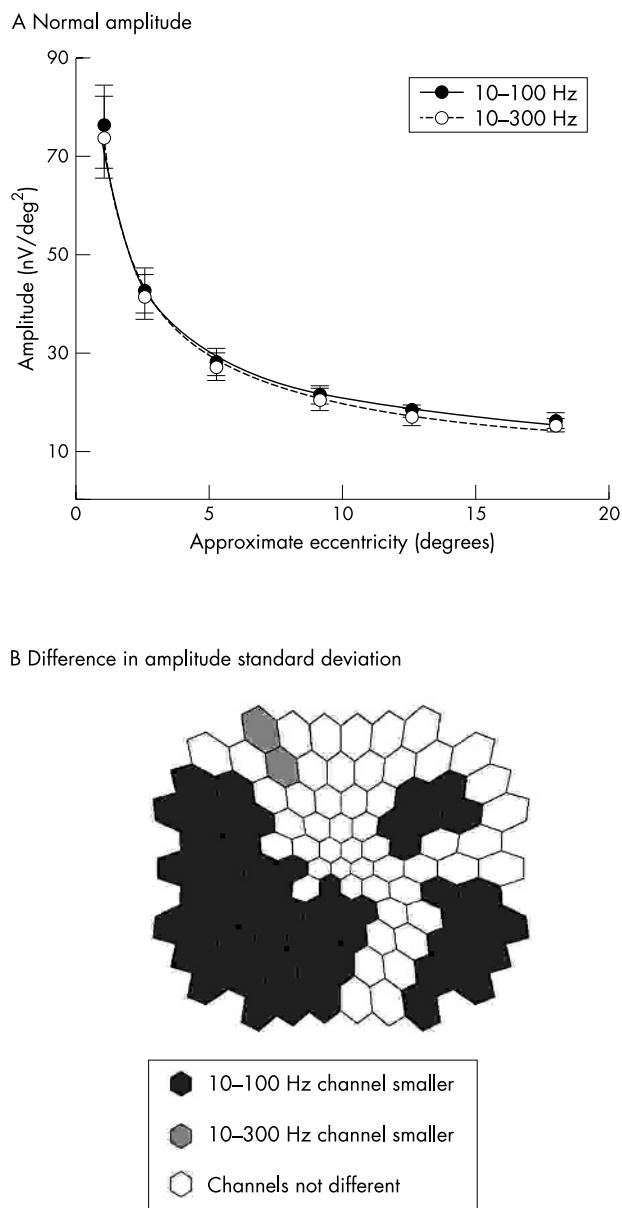 A Normal amplitude
90
70
50
30
10
Amplitude (nV/deg²)
10–100 Hz
10–300 Hz
0
5
10
15
20
Approximate eccentricity (degrees)
B Difference in amplitude standard deviation
10–100 Hz channel smaller
10–300 Hz channel smaller
Channels not different